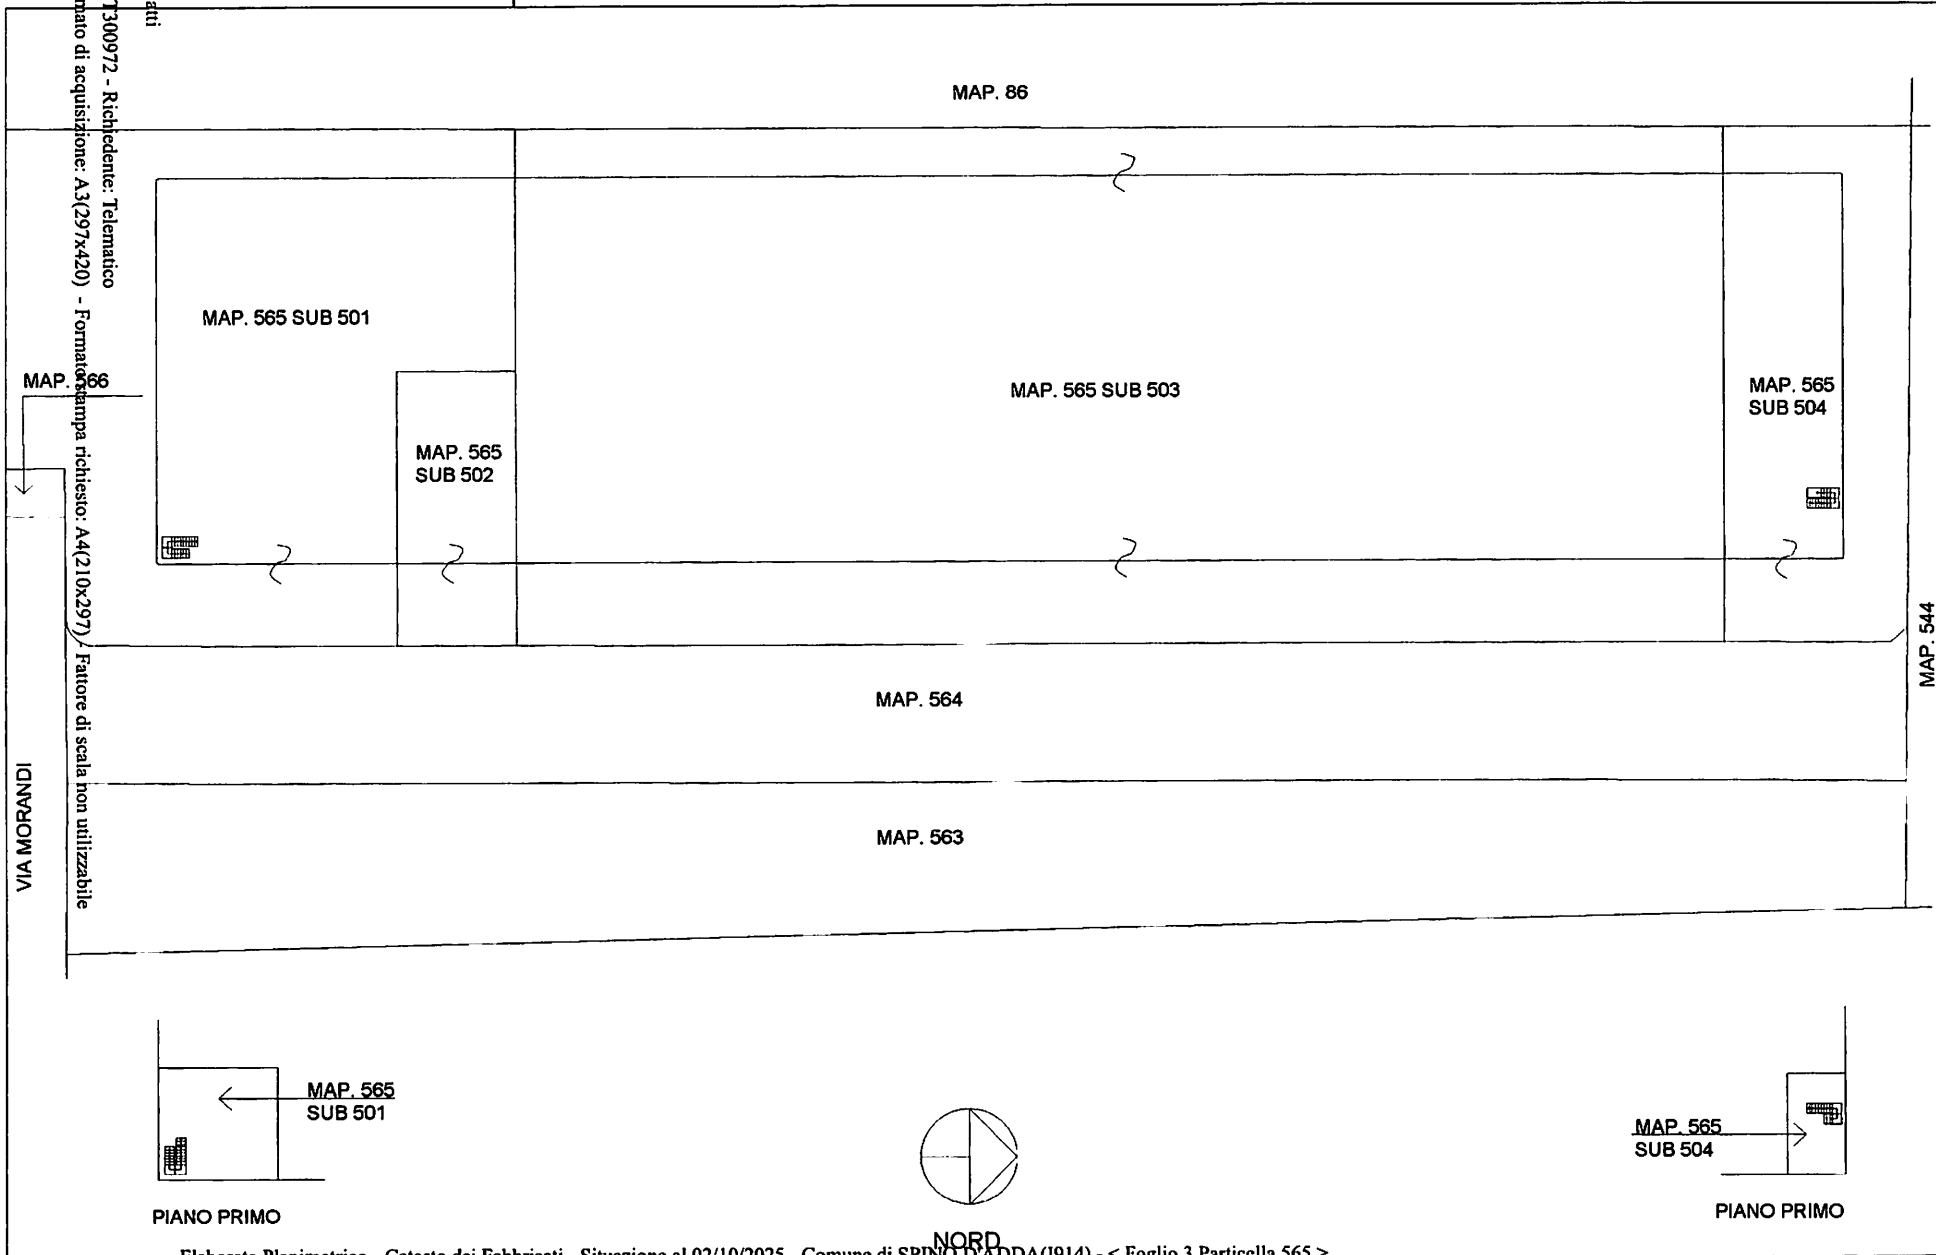 MAP. 86
MAP. 565 SUB 501
MAP. 566
MAP. 565
SUB 502
MAP. 565 SUB 503
MAP. 565
SUB 504
MAP. 544
MAP. 564
MAP. 563
VIA MORANDI
MAP. 565
SUB 501
PIANO PRIMO
NORD
MAP. 565
SUB 504
PIANO PRIMO
atti
T300972 - Richiedente: Telematico
mato di acquisizione: A3(297x420) - Formato stampa richiesto: A4(210x297) - Fattore di scala non utilizzabile
Elaborato Planimetrico - Catasto dei Fabbricati - Situazione al 02/10/2025 - Comune di SPINO D'ADDA(I914) - < Foglio 3 Particella 565 >